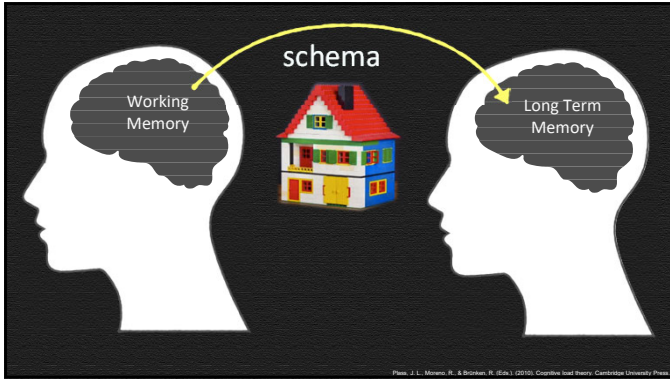 schema
Working
Memory
Long Term
Memory
Plass, J. L., Moreno, R., & Brünken, R. (Eds.). (2010). Cognitive load theory. Cambridge University Press